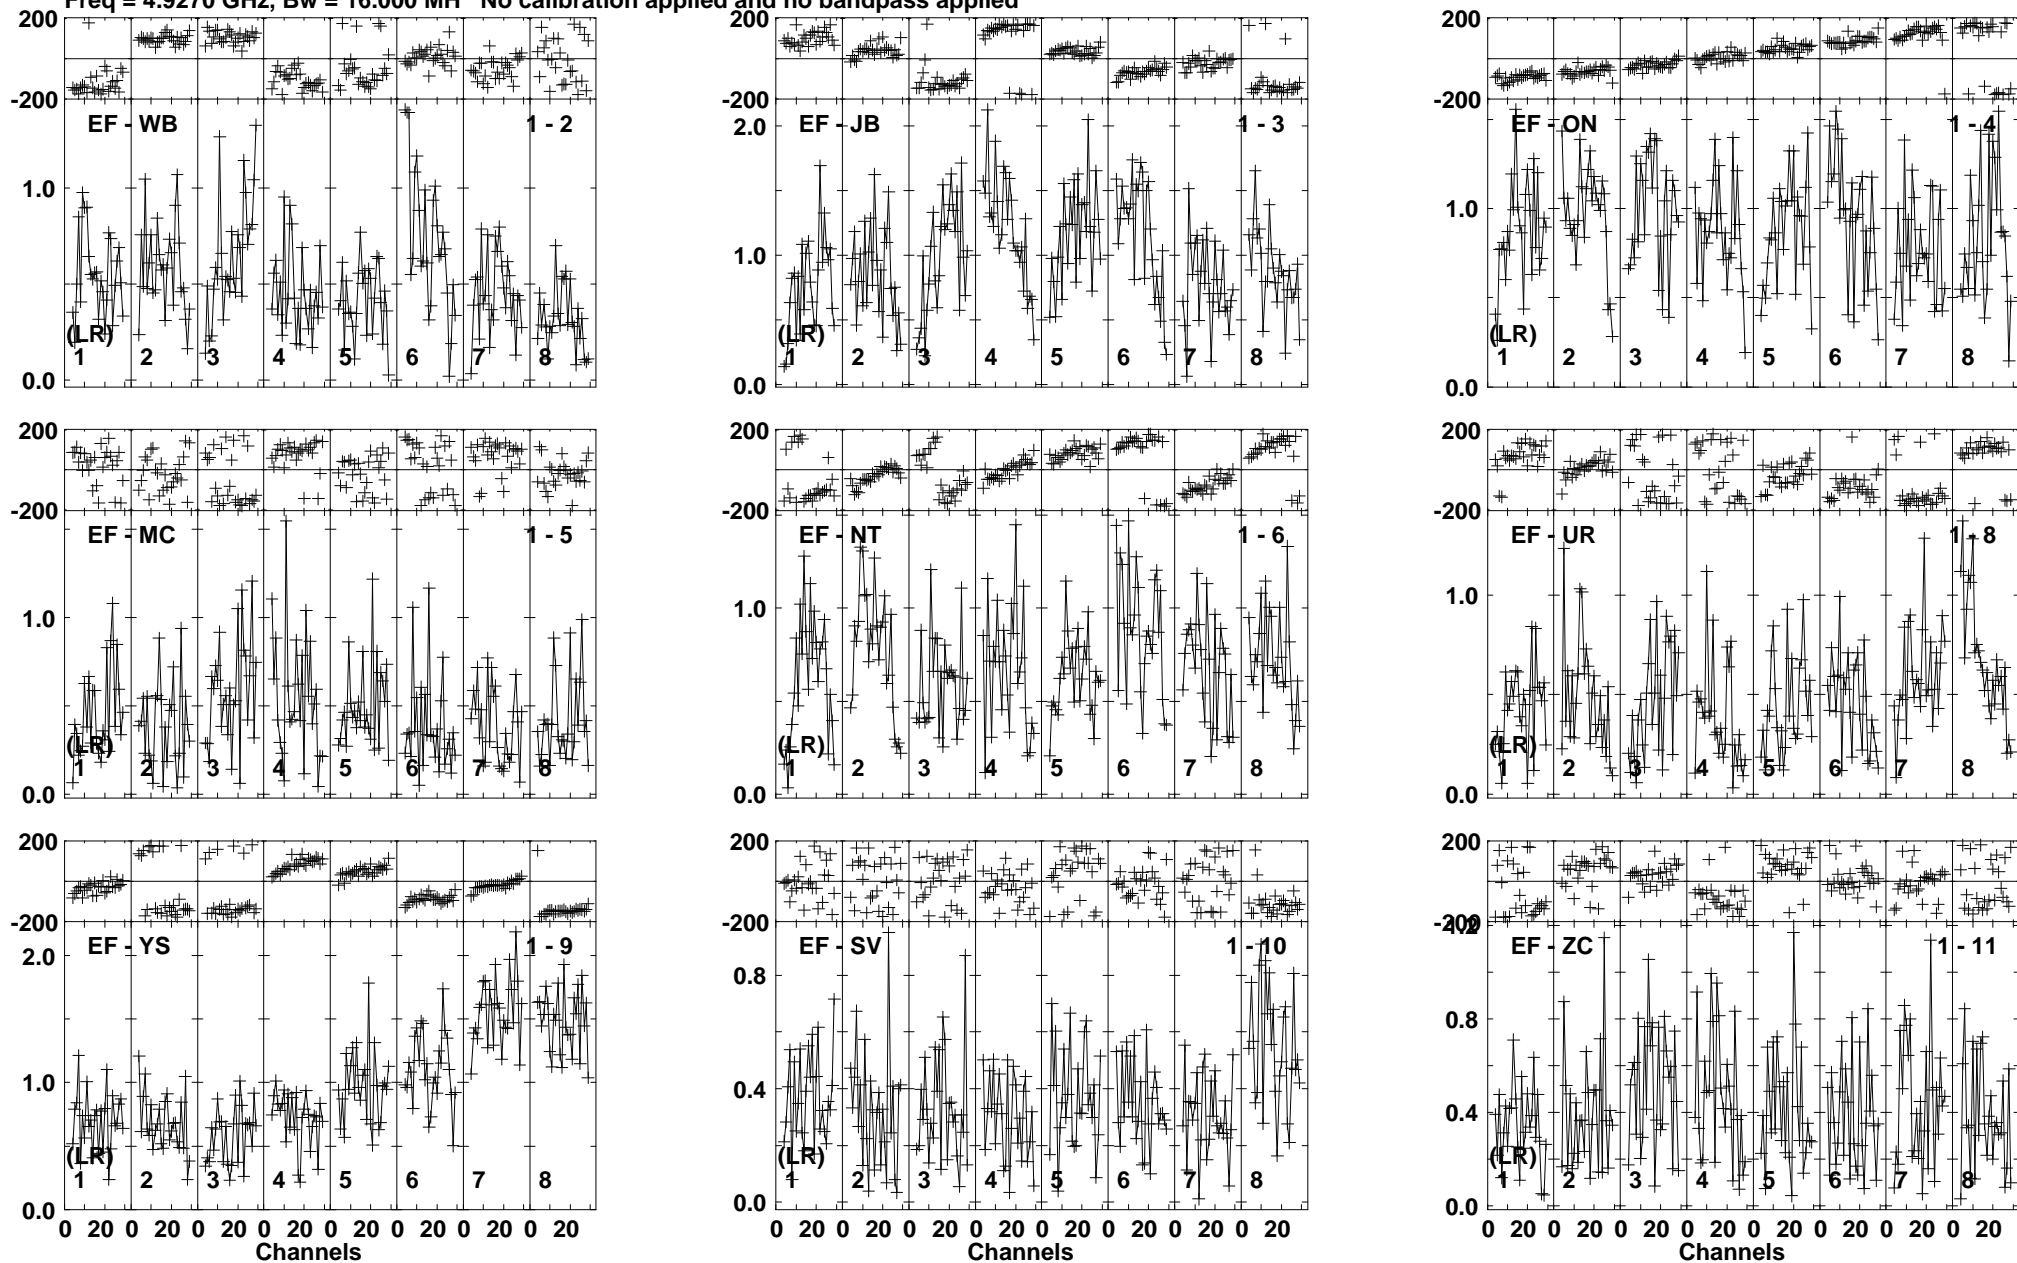 Freq = 4.9270 GHz, Bw = 16.000 MH No calibration applied and no bandpass applied
200
-200
EF - WB 1 - 2
1.0
(LR)
1 2 3 4 5 6 7 8
0.0
200
-200
EF - JB 1 - 3
2.0
1.0
(LR)
1 2 3 4 5 6 7 8
0.0
200
-200
EF - ON 1 - 4
1.0
(LR)
1 2 3 4 5 6 7 8
0.0
200
-200
EF - MC 1 - 5
1.0
(LR)
1 2 3 4 5 6 7 8
0.0
200
-200
EF - NT 1 - 6
1.0
(LR)
1 2 3 4 5 6 7 8
0.0
200
-200
EF - UR 1 - 8
1.0
(LR)
1 2 3 4 5 6 7 8
0.0
200
-200
EF - YS 1 - 9
2.0
1.0
(LR)
1 2 3 4 5 6 7 8
0.0
0 20 0 20 0 20 0 20 0 20 0 20 0 20 0 20
Channels
200
-200
EF - SV 1 - 10
0.8
0.4
(LR)
1 2 3 4 5 6 7 8
0.0
0 20 0 20 0 20 0 20 0 20 0 20 0 20 0 20
200
-200
1.2
EF - ZC 1 - 11
0.8
0.4
(LR)
1 2 3 4 5 6 7 8
0.0
0 20 0 20 0 20 0 20 0 20 0 20 0 20 0 20
Channels